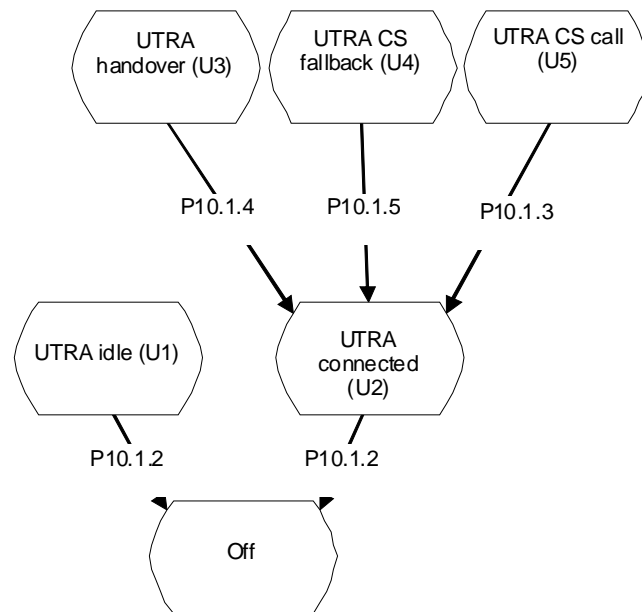 UTRA
handover (U3)
UTRA CS
fallback (U4)
UTRA CS call
(U5)
P10.1.4
P10.1.5
P10.1.3
UTRA idle (U1)
UTRA
connected
(U2)
P10.1.2
P10.1.2
Off